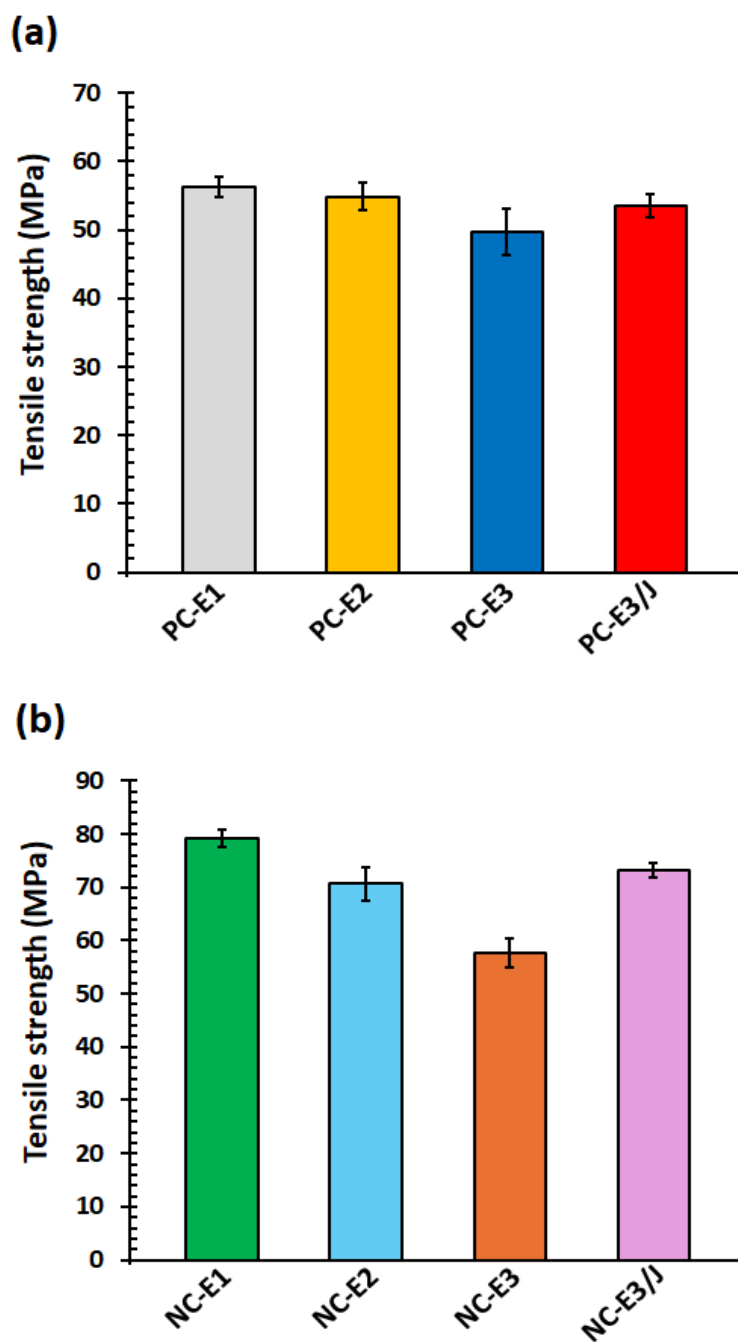 (a)
Tensile strength (MPa)
70
60
50
40
30
20
10
0
PC-E1
PC-E2
PC-E3
PC-E3/J
(b)
Tensile strength (MPa)
90
80
70
60
50
40
30
20
10
0
NC-E1
NC-E2
NC-E3
NC-E3/J